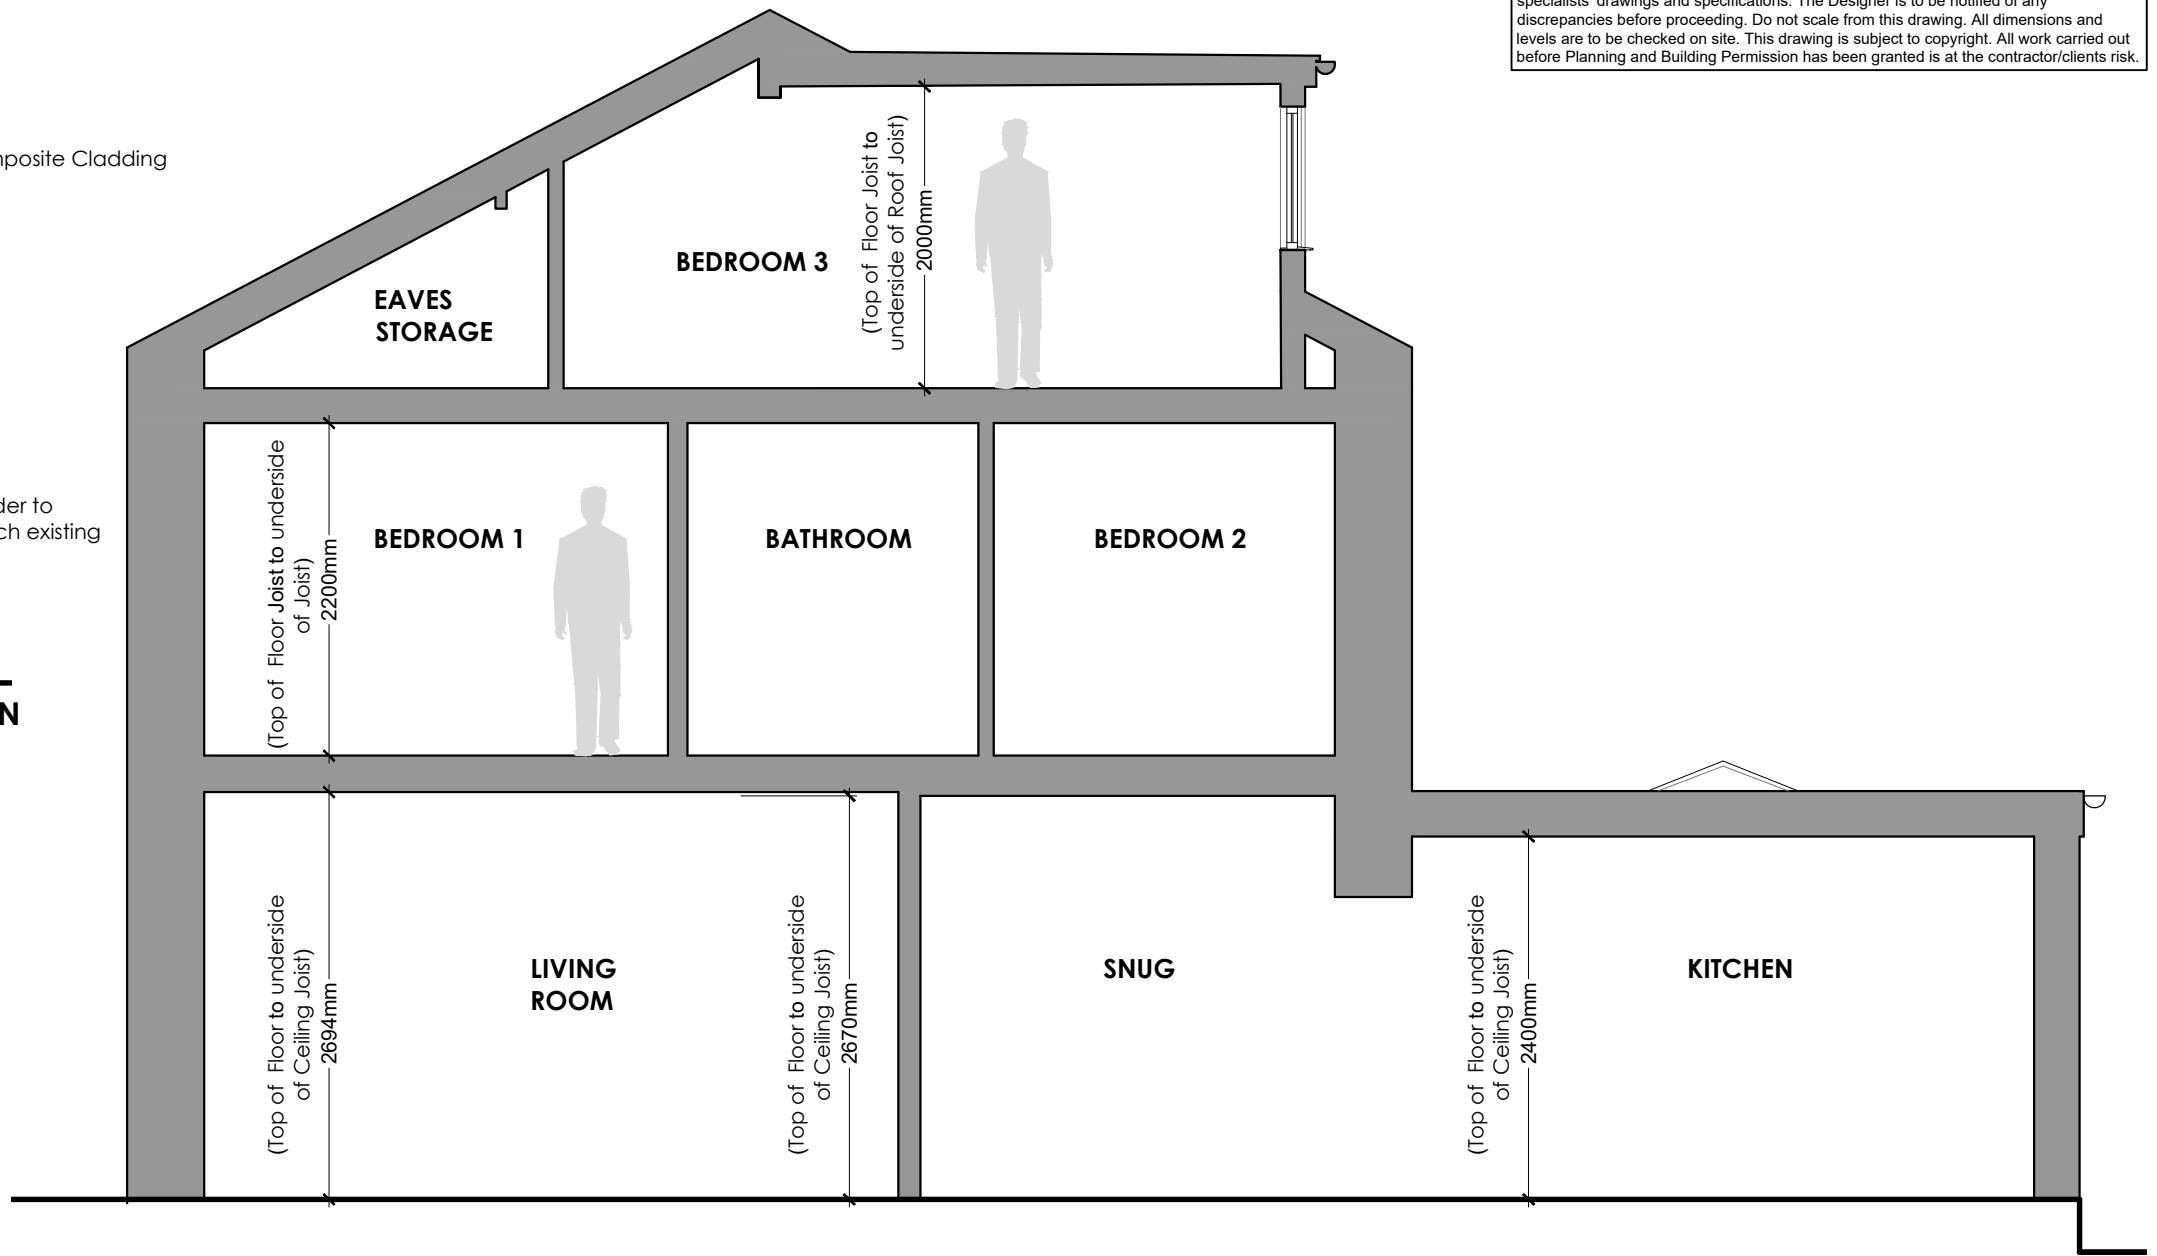 specialists' drawings and specifications. The Designer is to be notified of any
discrepancies before proceeding. Do not scale from this drawing. All dimensions and
levels are to be checked on site. This drawing is subject to copyright. All work carried out
before Planning and Building Permission has been granted is at the contractor/clients risk.
Cladding
to
existing
N
EAVES
STORAGE
BEDROOM 3
(Top of Floor Joist to
underside of Roof Joist)
2000mm
(Top of Floor Joist to underside
of Joist)
2200mm
BEDROOM 1
BATHROOM
BEDROOM 2
(Top of Floor to underside
of Ceiling Joist)
2694mm
LIVING
ROOM
(Top of Floor to underside
of Ceiling Joist)
2670mm
SNUG
(Top of Floor to underside
of Ceiling Joist)
2400mm
KITCHEN